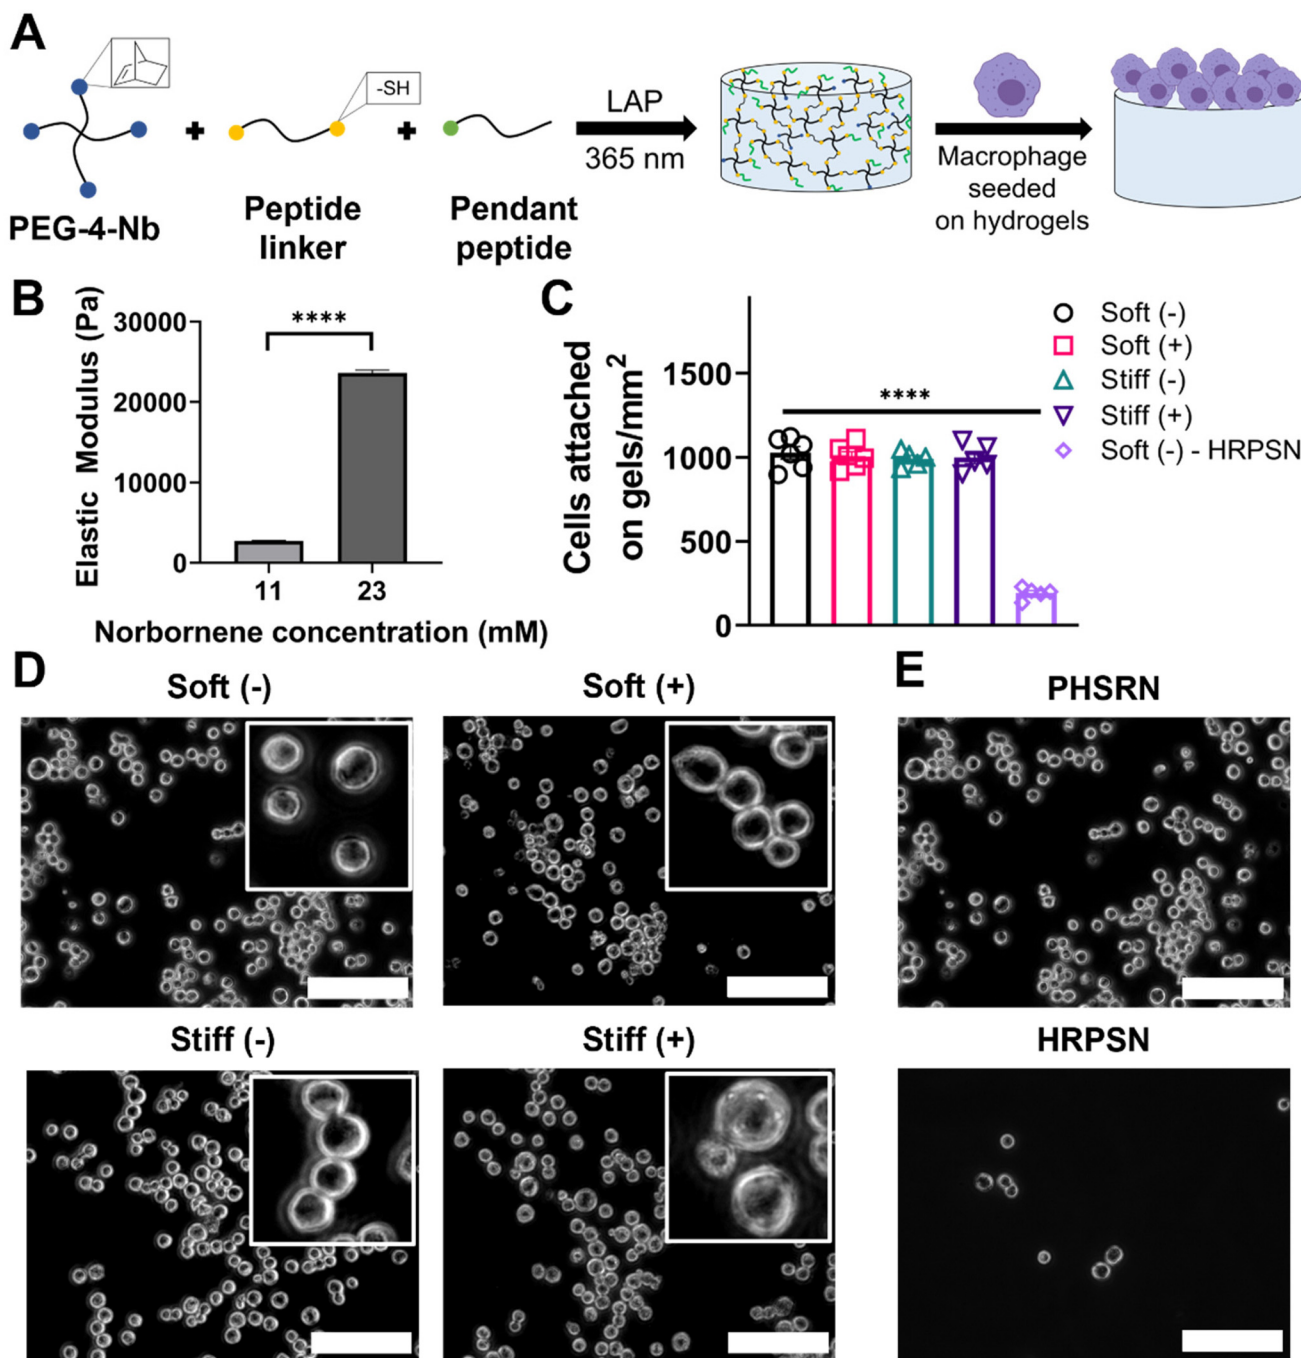 A
-SH
LAP
365 nm
Macrophage
seeded
on hydrogels
PEG-4-Nb
Peptide
linker
Pendant
peptide
B
Elastic Modulus (Pa)
30000
20000
10000
0
****
11
23
Norbornene concentration (mM)
C
Cells attached
on gels/mm2
1500
1000
500
0
****
Soft (-)
Soft (+)
Stiff (-)
Stiff (+)
Soft (-) - HRPSN
D
Soft (-)
Soft (+)
Stiff (-)
Stiff (+)
E
PHSRN
HRPSN